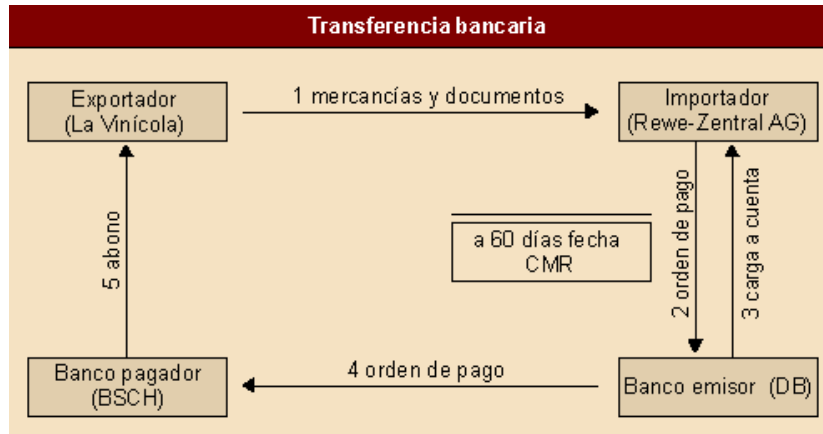 Transferencia bancaria
Exportador
(La Vinícola)
1 mercancías y documentos
Importador
(Rewe-Zentral AG)
5 abono
a 60 días fecha
CMR
2 orden de pago
3 carga a cuenta
Banco pagador
(BSCH)
4 orden de pago
Banco emisor (DB)